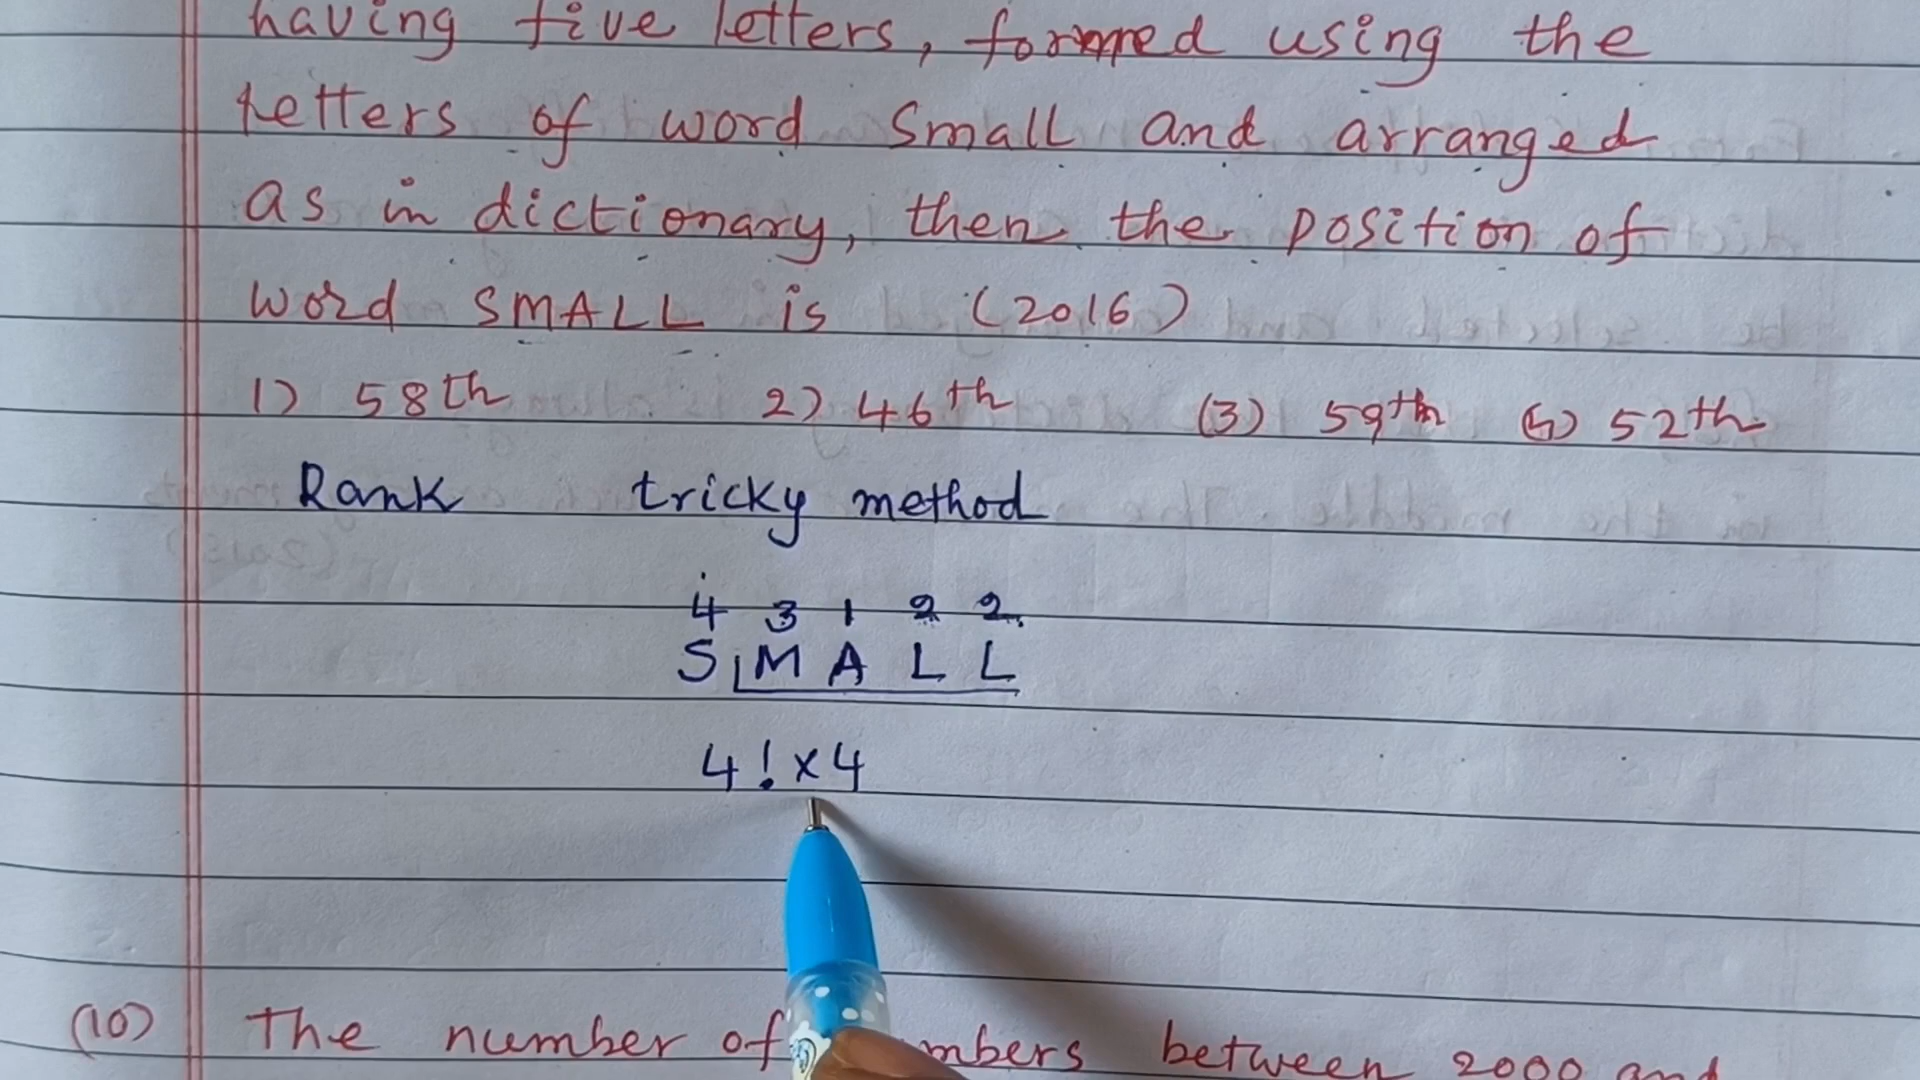 having five letters, formed using the
letters of word Small and arranged
as in dictionary, then the position of
word SMALL is (2016)
1) 58th 2) 46th (3) 59th (4) 52th
Rank tricky method
4 3 1 2 2
S M A L L
4! x 4
(10) The number of between 2000 and